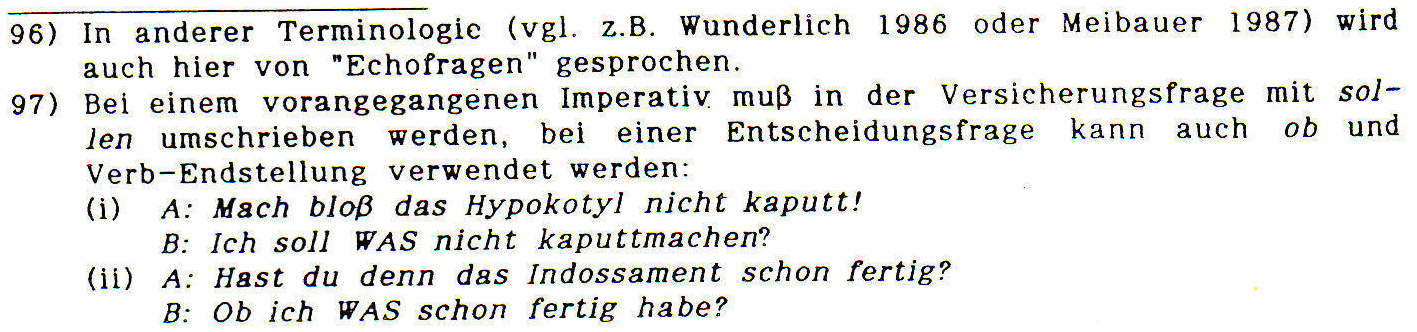 96) In anderer Terminologie (vgl. z.B. Wunderlich 1986 oder Meibauer 1987) wird
auch hier von "Echofragen" gesprochen.
97) Bei einem vorangegangenen Imperativ muß in der Versicherungsfrage mit sol-
len umschrieben werden, bei einer Entscheidungsfrage kann auch ob und
Verb-Endstellung verwendet werden:
(i) A: Mach bloß das Hypokotyl nicht kaputt!
B: Ich soll WAS nicht kaputtmachen?
(ii) A: Hast du denn das Indossament schon fertig?
B: Ob ich WAS schon fertig habe?